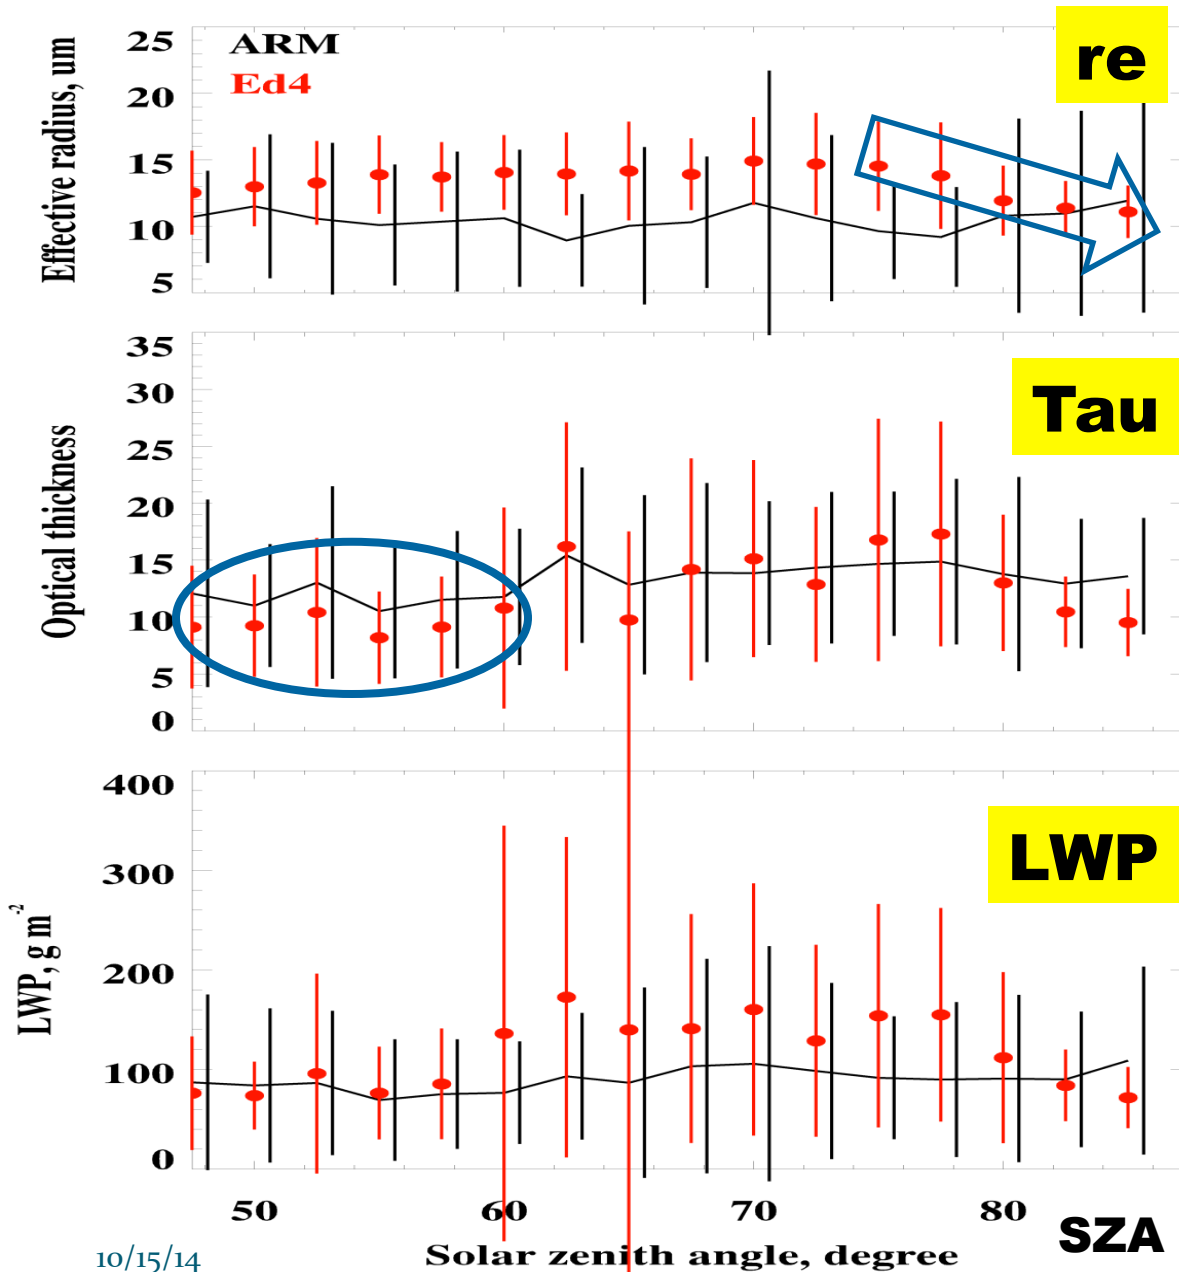 re
25
ARM
Ed4
20
15
10
5
Effective radius, um
Tau
35
30
25
20
15
10
5
0
Optical thickness
LWP
400
300
200
100
0
LWP, g m⁻²
50 60 70 80
SZA
Solar zenith angle, degree
10/15/14